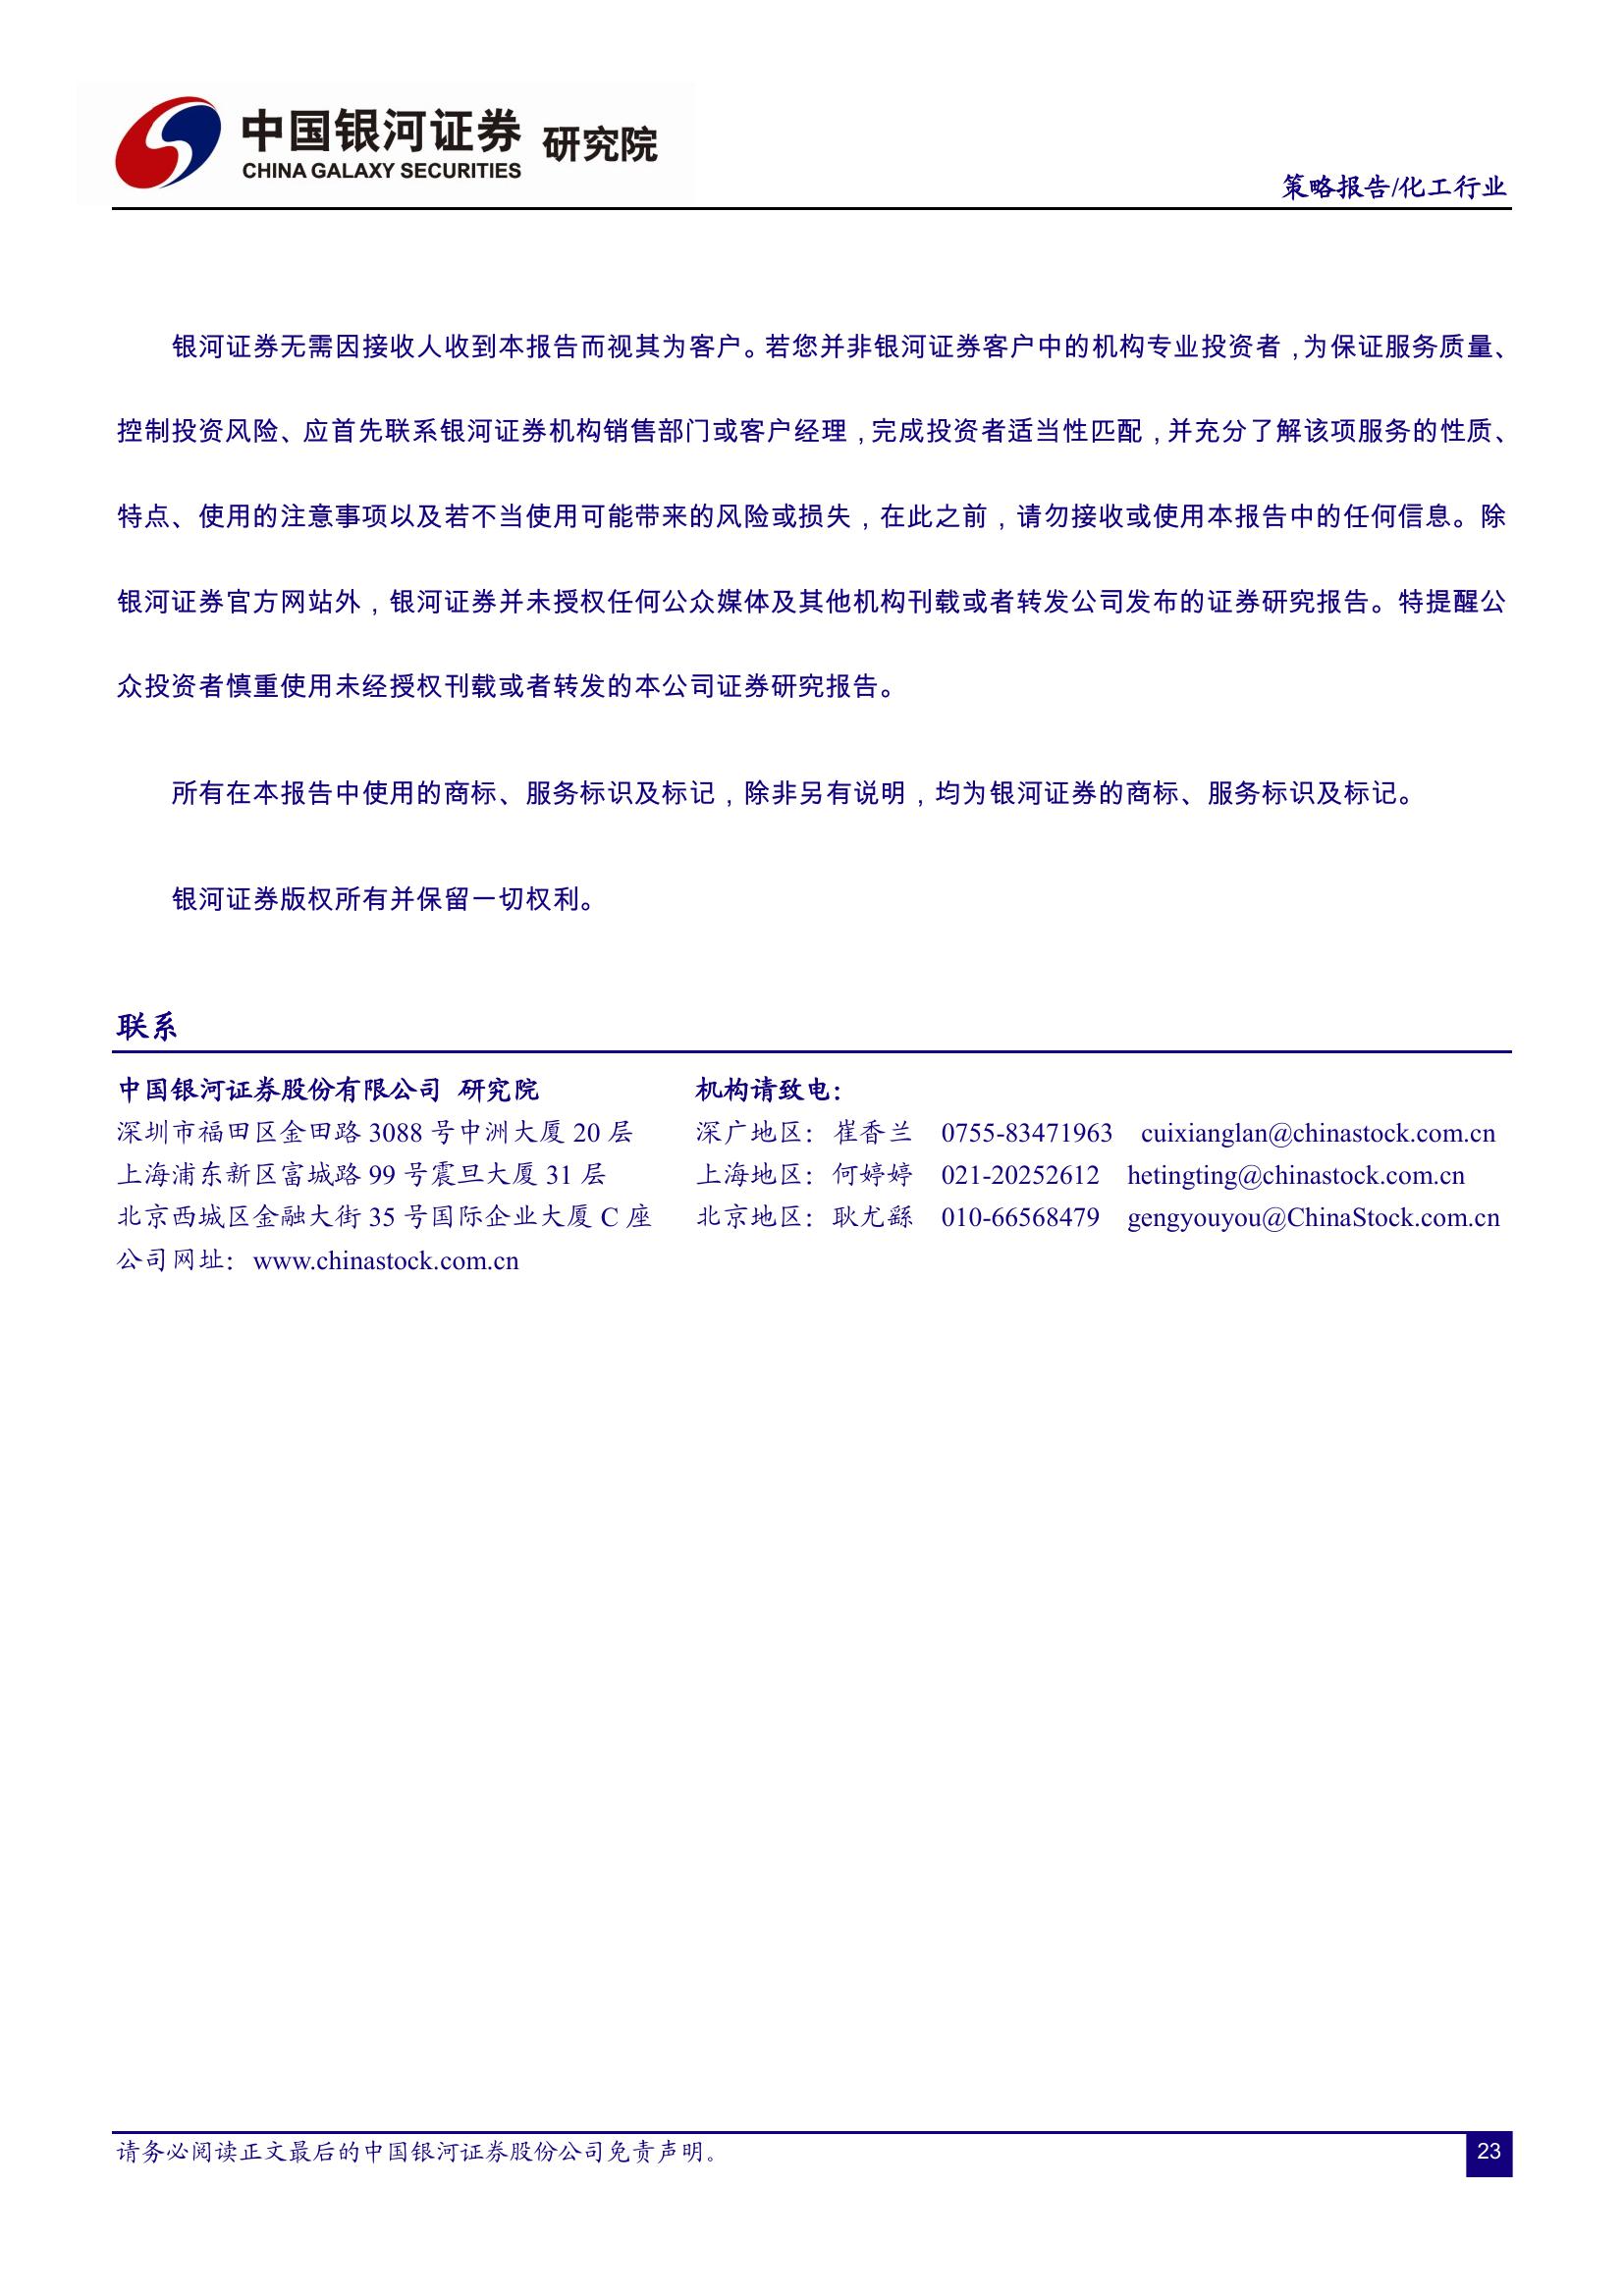 中国银河证券 研究院
CHINA GALAXY SECURITIES
策略报告/化工行业
银河证券无需因接收人收到本报告而视其为客户。若您并非银河证券客户中的机构专业投资者，为保证服务质量、
控制投资风险、应首先联系银河证券机构销售部门或客户经理，完成投资者适当性匹配，并充分了解该项服务的性质、
特点、使用的注意事项以及若不当使用可能带来的风险或损失，在此之前，请勿接收或使用本报告中的任何信息。除
银河证券官方网站外，银河证券并未授权任何公众媒体及其他机构刊载或者转发公司发布的证券研究报告。特提醒公
众投资者慎重使用未经授权刊载或者转发的本公司证券研究报告。
所有在本报告中使用的商标、服务标识及标记，除非另有说明，均为银河证券的商标、服务标识及标记。
银河证券版权所有并保留一切权利。
联系
中国银河证券股份有限公司 研究院
深圳市福田区金田路 3088 号中洲大厦 20 层
上海浦东新区富城路 99 号震旦大厦 31 层
北京西城区金融大街 35 号国际企业大厦 C 座
公司网址：www.chinastock.com.cn
机构请致电：
深广地区：崔香兰 0755-83471963 cuixianglan@chinastock.com.cn
上海地区：何婷婷 021-20252612 hetingting@chinastock.com.cn
北京地区：耿尤繇 010-66568479 gengyouyou@ChinaStock.com.cn
请务必阅读正文最后的中国银河证券股份公司免责声明。
23